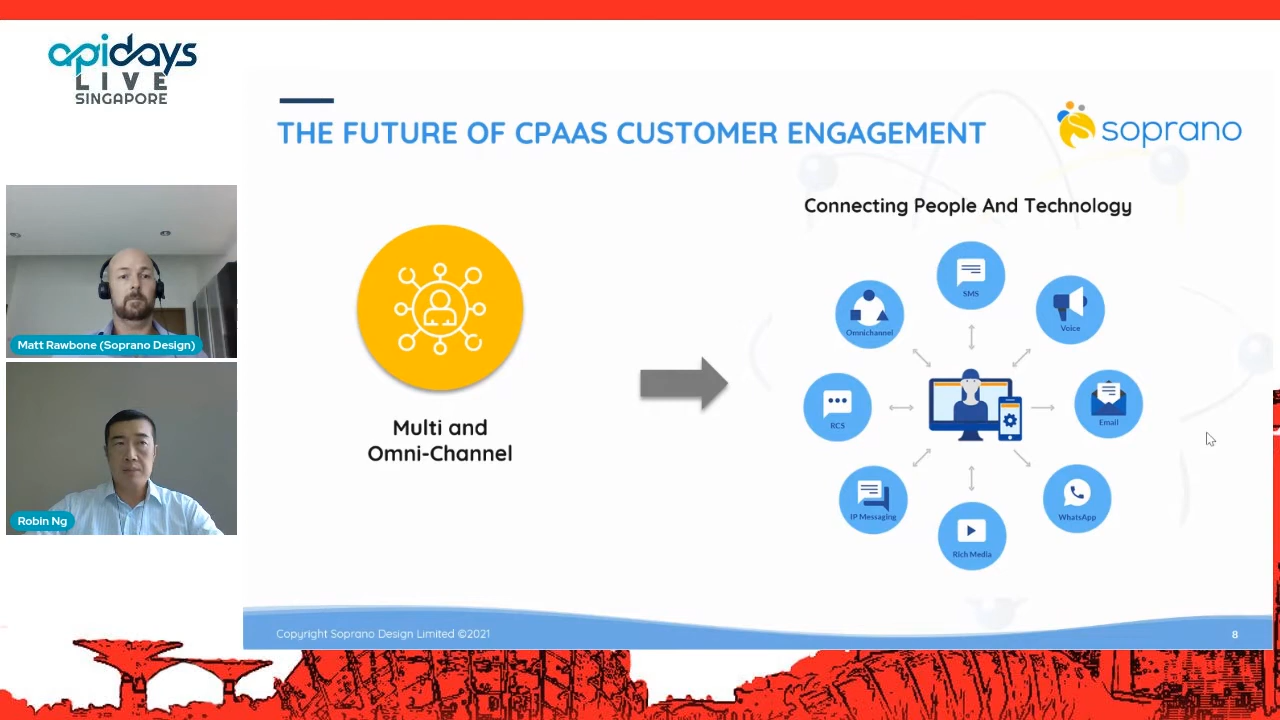 apidays
LIVE
SINGAPORE
THE FUTURE OF CPAAS CUSTOMER ENGAGEMENT
soprano
Connecting People And Technology
SMS
Omnichannel
Voice
RCS
Email
IP Messaging
WhatsApp
Rich Media
Multi and
Omni-Channel
Matt Rawbone (Soprano Design)
Robin Ng
Copyright Soprano Design Limited ©2021
8